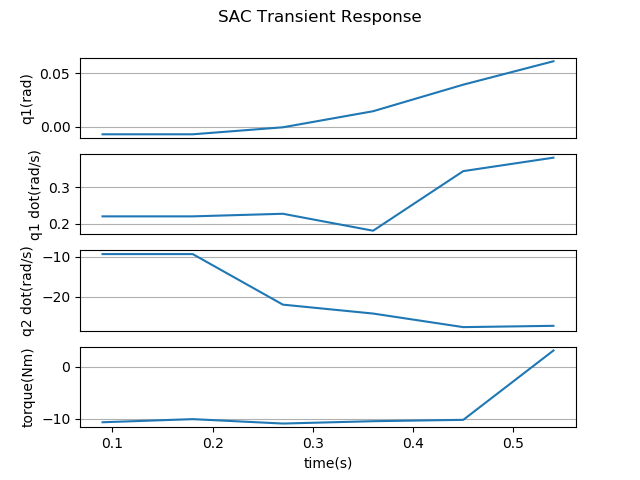 SAC Transient Response
q1(rad)
0.05
0.00
q1 dot(rad/s)
0.3
0.2
q2 dot(rad/s)
−10
−20
torque(Nm)
0
−10
0.1 0.2 0.3 0.4 0.5
time(s)